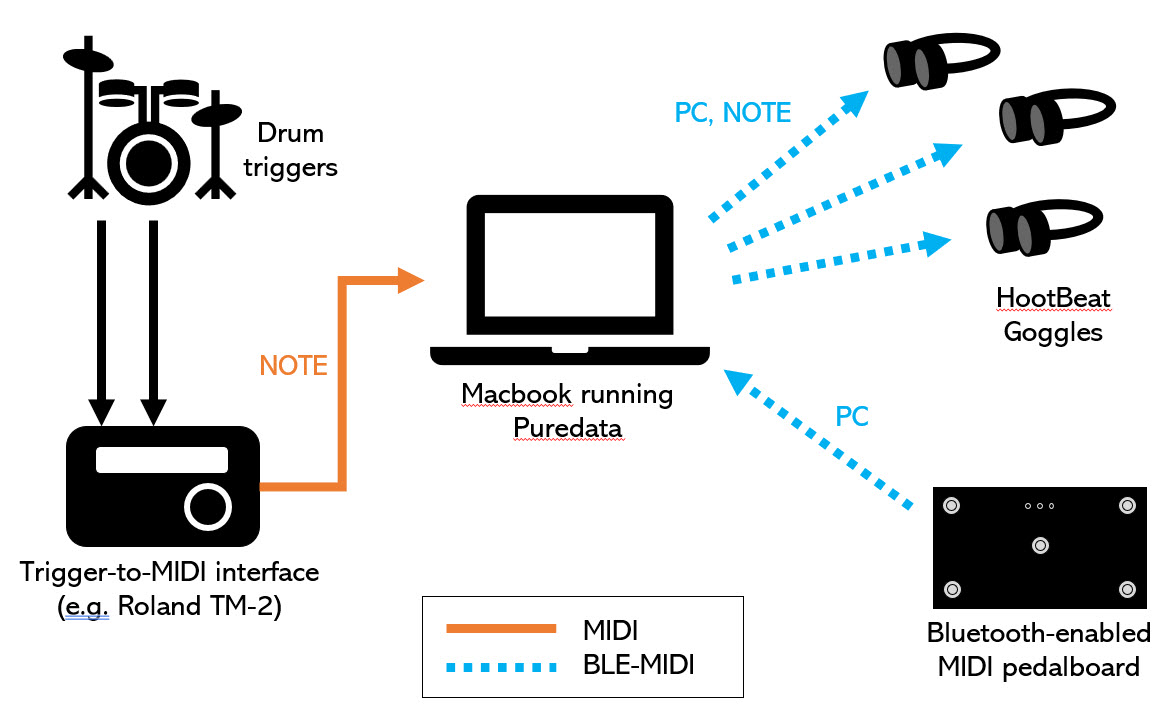 Drum
triggers
PC, NOTE
HootBeat
Goggles
NOTE
Macbook running
Puredata
PC
Trigger-to-MIDI interface
(e.g. Roland TM-2)
MIDI
BLE-MIDI
Bluetooth-enabled
MIDI pedalboard